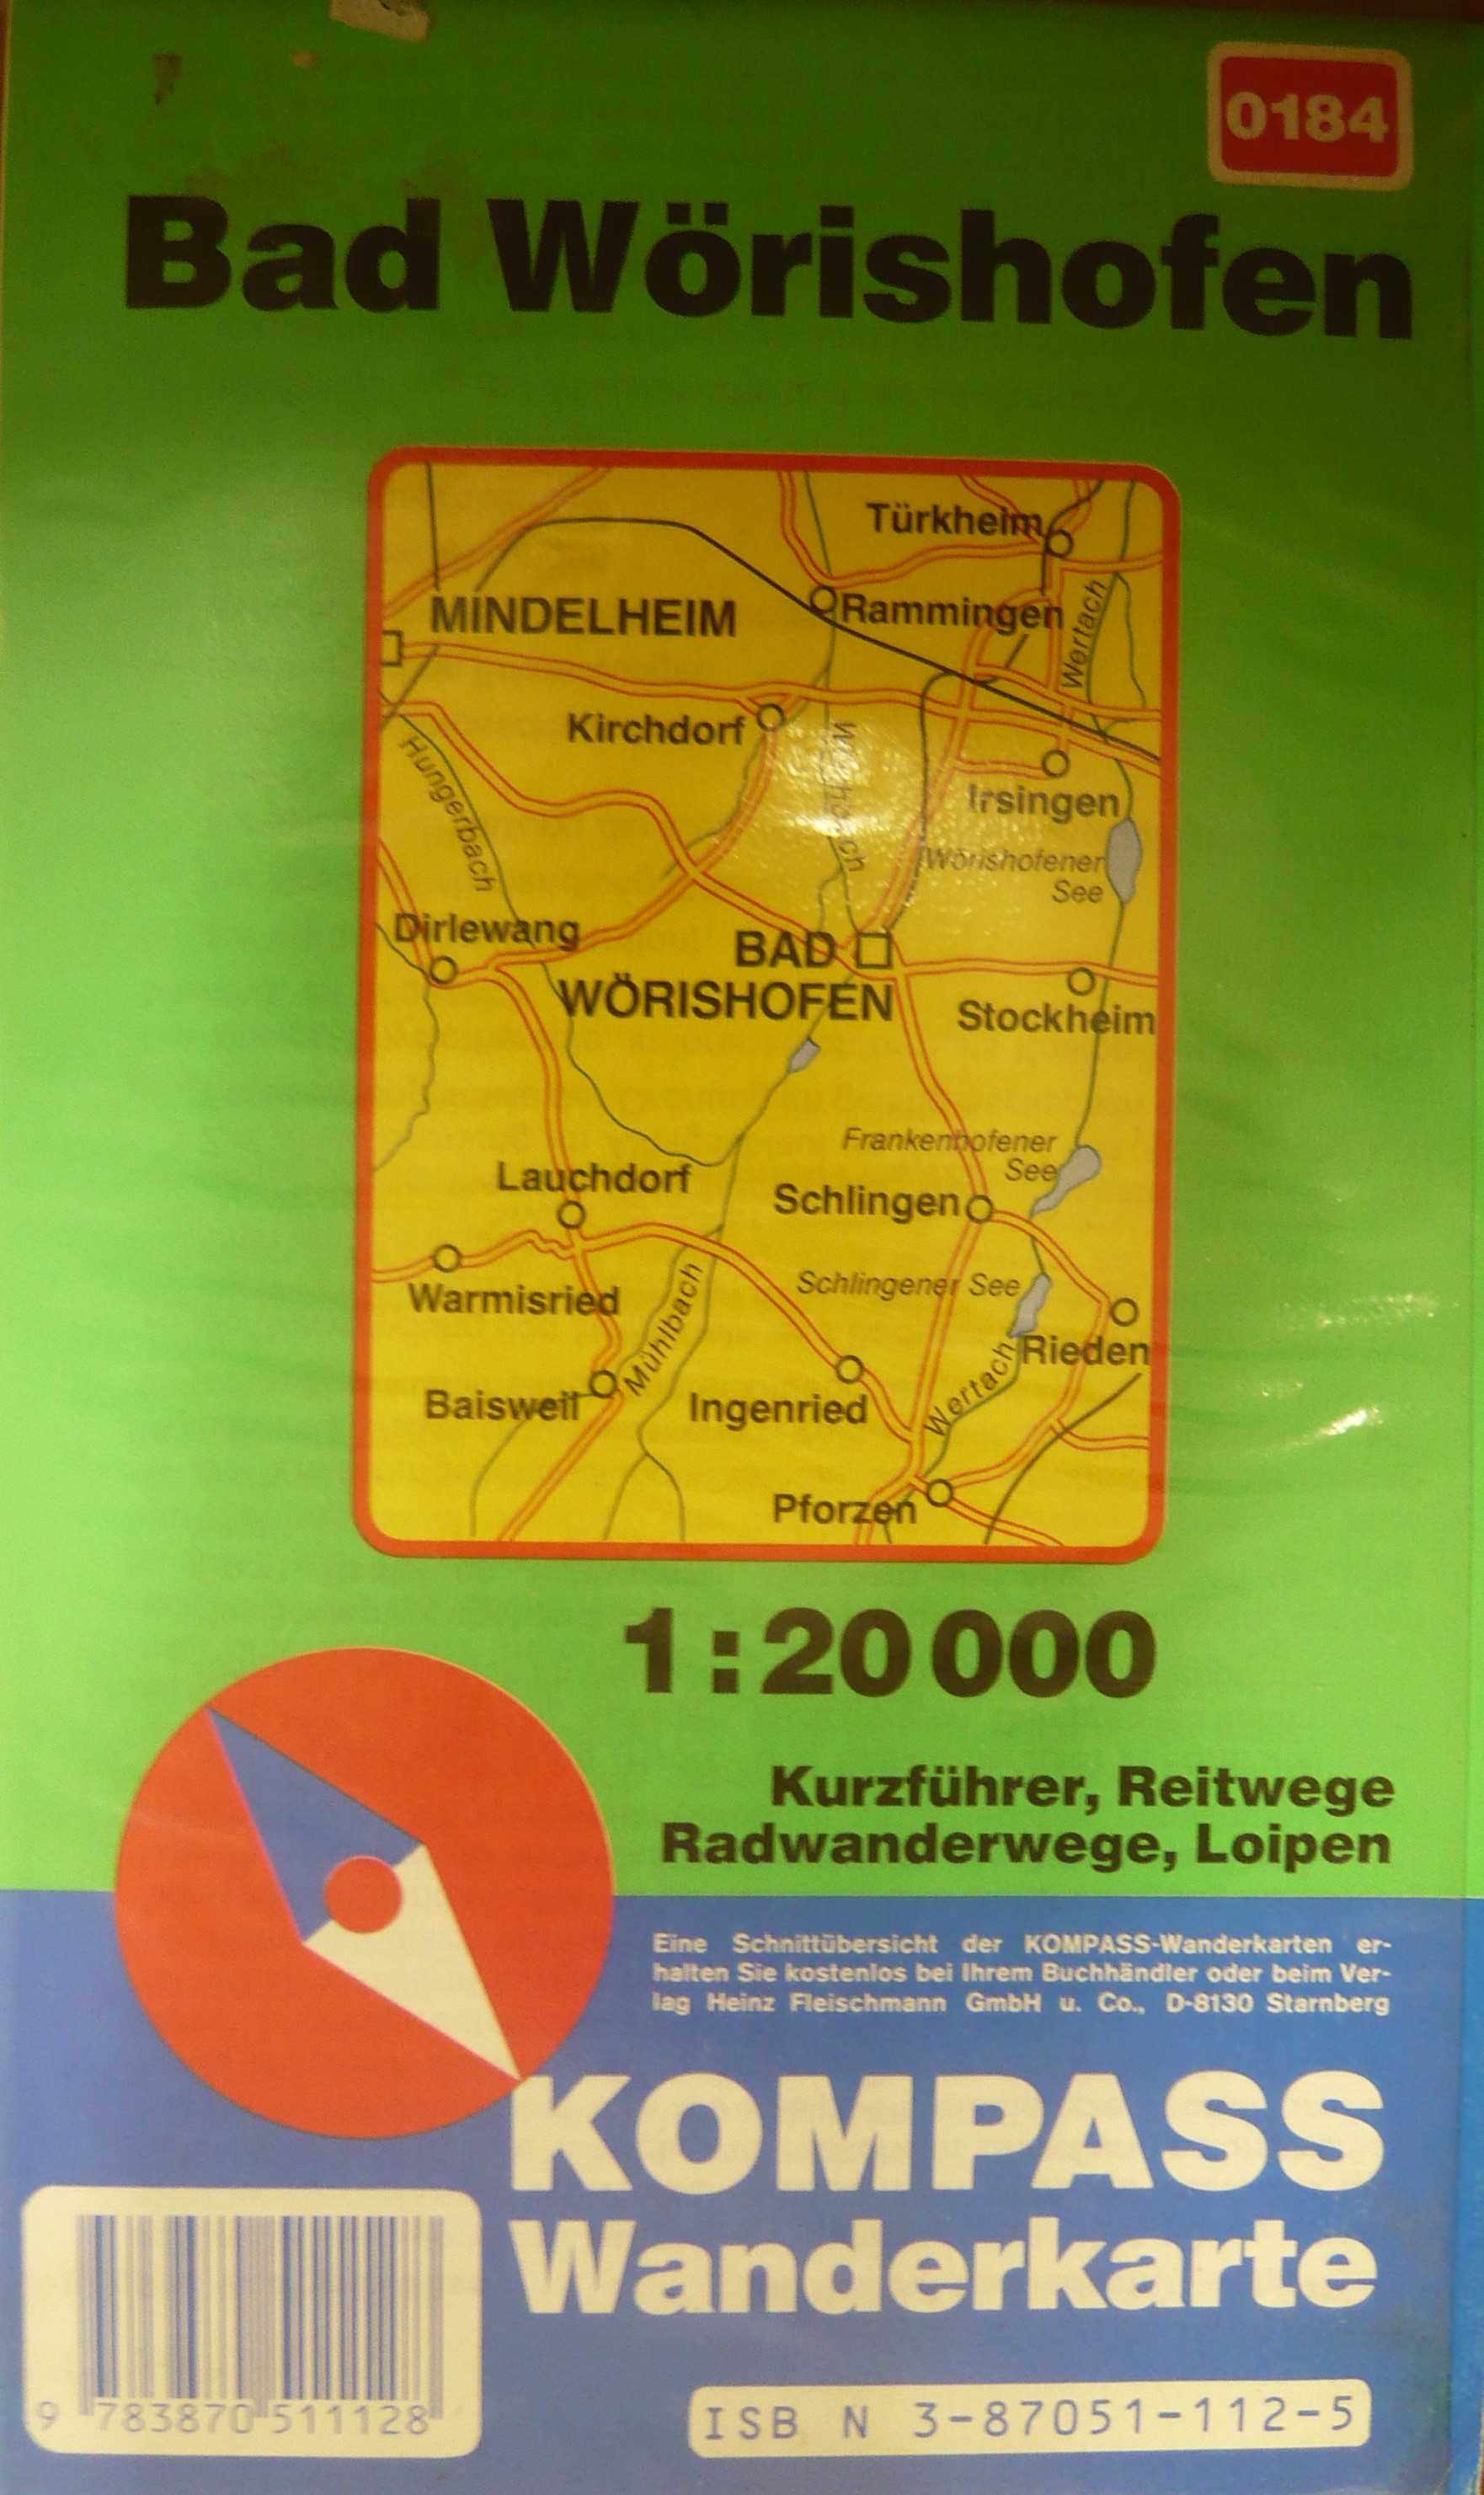 0184
Bad Wörishofen
Türkheim
MINDELHEIM
Rammingen
Wertach
Kirchdorf
Hungerbach
Irsingen
Wörishofener
See
Dirlewang
BAD
WÖRISHOFEN
Stockheim
Frankenhofener
See
Lauchdorf
Schlingen
Warmisried
Schlingener See
Mühlbach
Rieden
Wertach
Baisweil
Ingenried
Pforzen
1:20 000
Kurzführer, Reitwege
Radwanderwege, Loipen
Eine Schnittübersicht der KOMPASS-Wanderkarten er-
halten Sie kostenlos bei Ihrem Buchhändler oder beim Ver-
lag Heinz Fleischmann GmbH u. Co., D-8130 Starnberg
KOMPASS
Wanderkarte
9 783870 511128
ISB N 3-87051-112-5